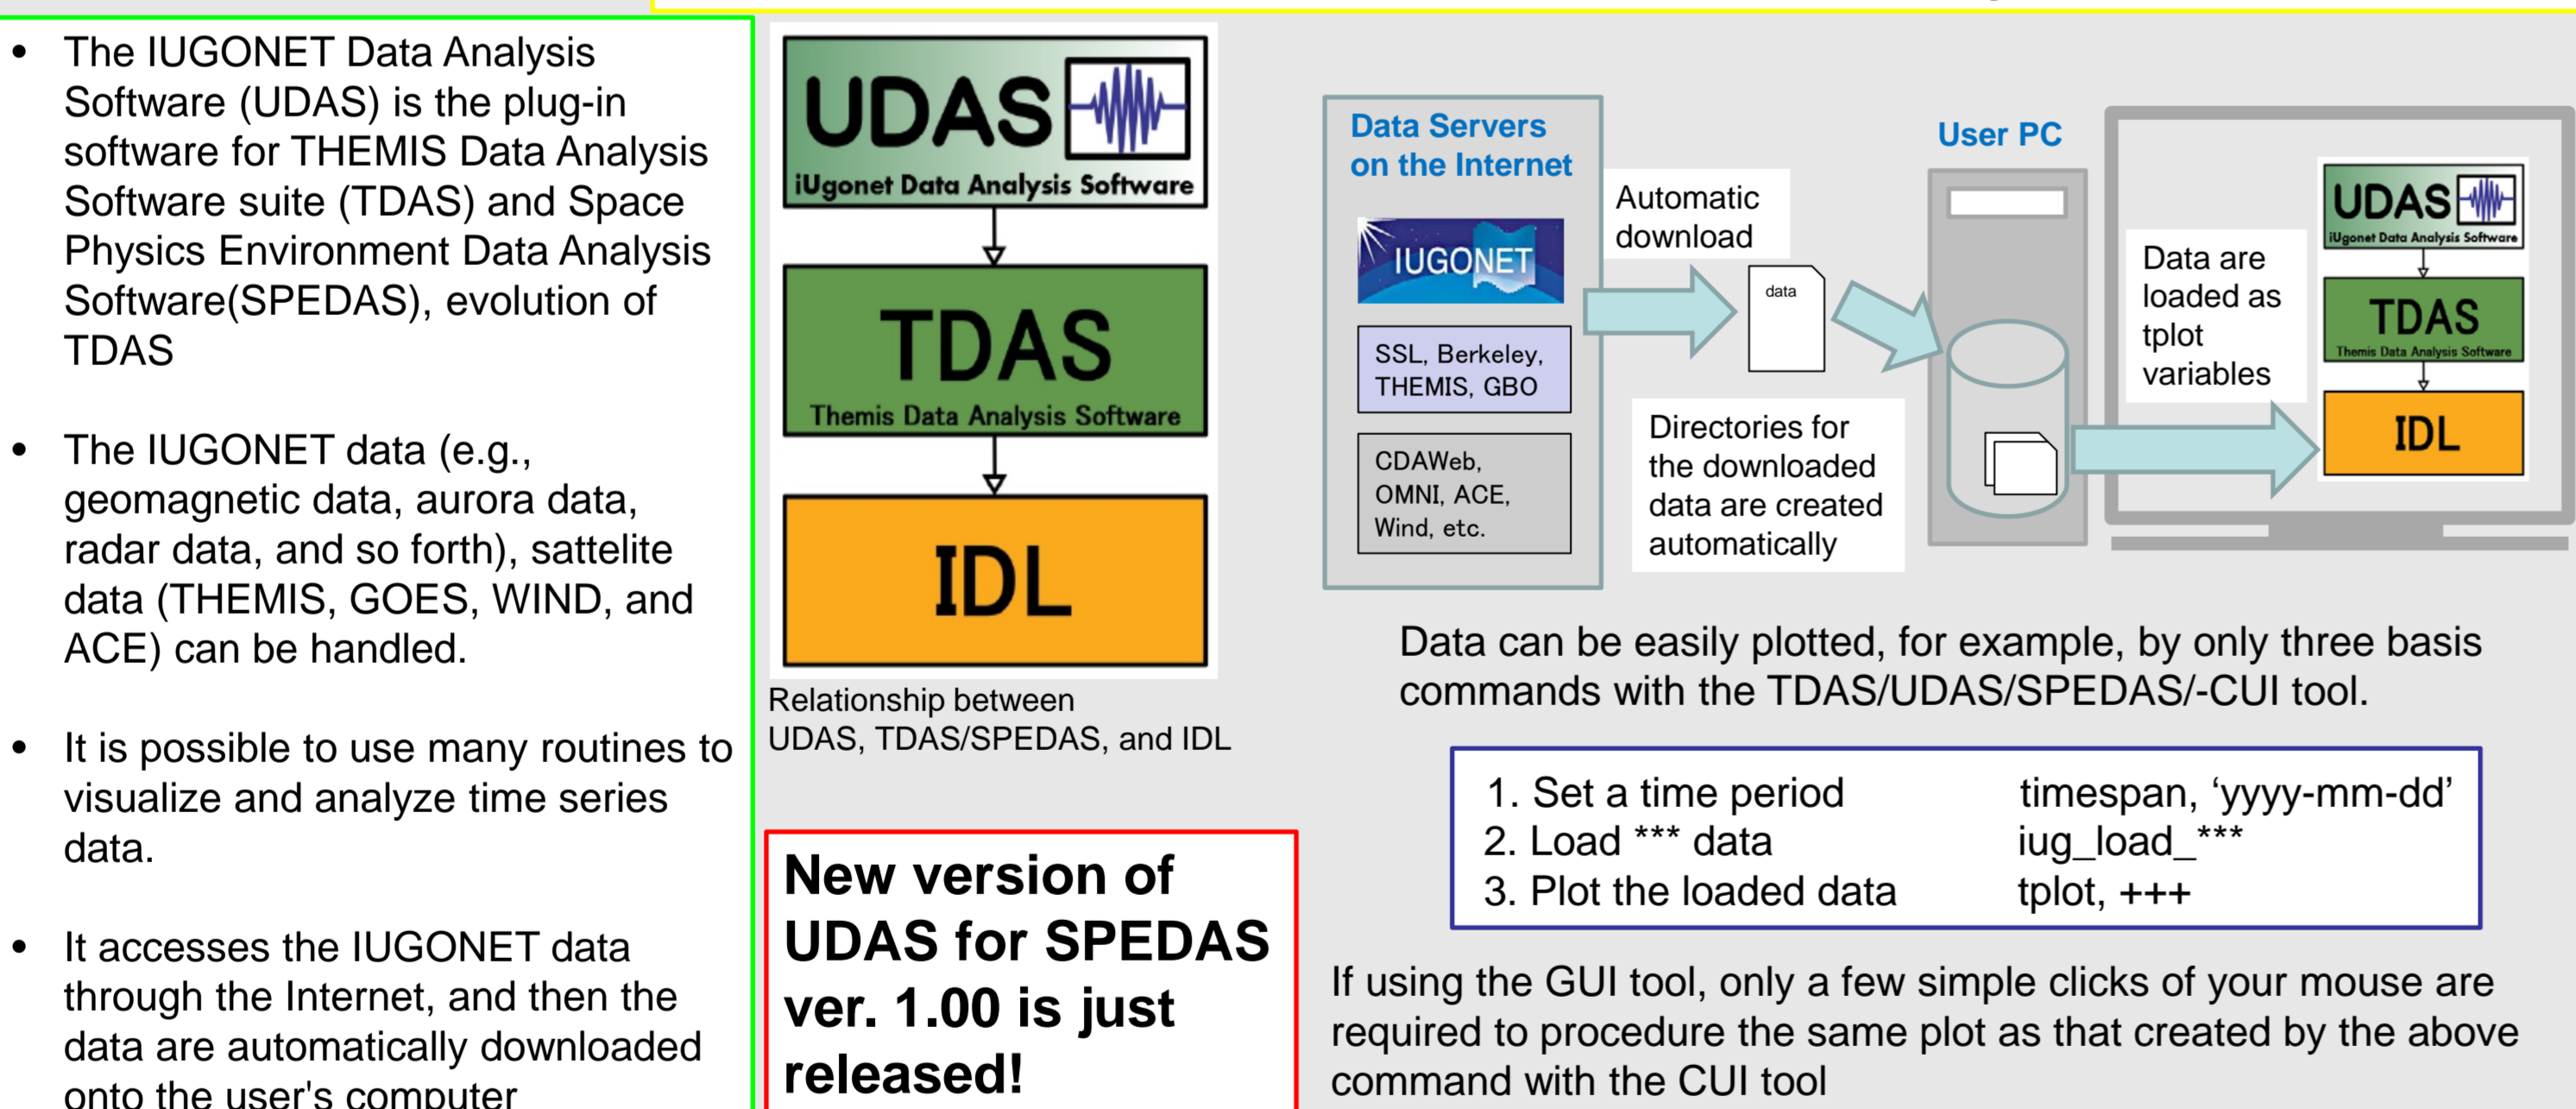 • The IUGONET Data Analysis
Software (UDAS) is the plug-in
software for THEMIS Data Analysis
Software suite (TDAS) and Space
Physics Environment Data Analysis
Software(SPEDAS), evolution of
TDAS
• The IUGONET data (e.g.,
geomagnetic data, aurora data,
radar data, and so forth), sattelite
data (THEMIS, GOES, WIND, and
ACE) can be handled.
• It is possible to use many routines to
visualize and analyze time series
data.
• It accesses the IUGONET data
through the Internet, and then the
data are automatically downloaded
onto the user's computer
UDAS
iUgonet Data Analysis Software
TDAS
Themis Data Analysis Software
IDL
Relationship between
UDAS, TDAS/SPEDAS, and IDL
New version of
UDAS for SPEDAS
ver. 1.00 is just
released!
Data Servers
on the Internet
IUGONET
SSL, Berkeley,
THEMIS, GBO
CDAWeb,
OMNI, ACE,
Wind, etc.
Automatic
download
data
Directories for
the downloaded
data are created
automatically
User PC
Data are
loaded as
tplot
variables
UDAS
iUgonet Data Analysis Software
TDAS
Themis Data Analysis Software
IDL
Data can be easily plotted, for example, by only three basis
commands with the TDAS/UDAS/SPEDAS/-CUI tool.
1. Set a time period timespan, ‘yyyy-mm-dd’
2. Load *** data iug_load_***
3. Plot the loaded data tplot, +++
If using the GUI tool, only a few simple clicks of your mouse are
required to procedure the same plot as that created by the above
command with the CUI tool